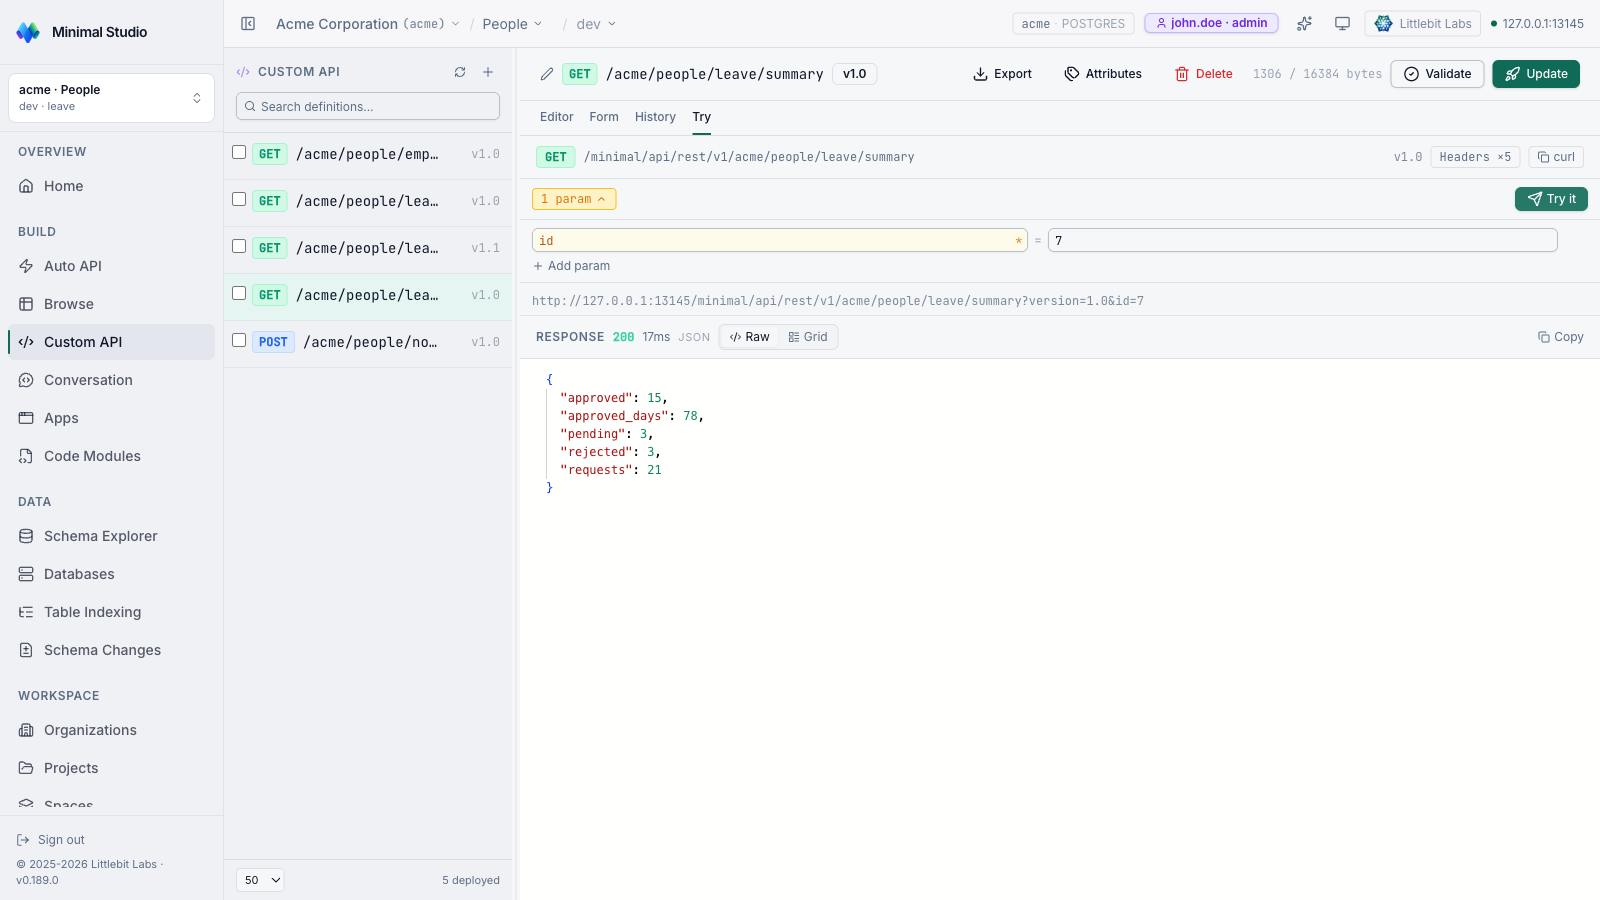 Minimal Studio
acme · People
dev · leave
OVERVIEW
Home
BUILD
Auto API
Browse
Custom API
Conversation
Apps
Code Modules
DATA
Schema Explorer
Databases
Table Indexing
Schema Changes
WORKSPACE
Organizations
Projects
Spaces
Sign out
© 2025-2026 Littlebit Labs ·
v0.189.0
Acme Corporation (acme) / People / dev
acme · POSTGRES
john.doe · admin
Littlebit Labs
127.0.0.1:13145
CUSTOM API
Search definitions...
GET /acme/people/emp… v1.0
GET /acme/people/lea… v1.0
GET /acme/people/lea… v1.1
GET /acme/people/lea… v1.0
POST /acme/people/no… v1.0
50
5 deployed
GET /acme/people/leave/summary v1.0
Export
Attributes
Delete
1306 / 16384 bytes
Validate
Update
Editor Form History Try
GET /minimal/api/rest/v1/acme/people/leave/summary
v1.0 Headers ×5 curl
1 param
Try it
id * = 7
+ Add param
http://127.0.0.1:13145/minimal/api/rest/v1/acme/people/leave/summary?version=1.0&id=7
RESPONSE 200 17ms JSON Raw Grid
Copy
{
"approved": 15,
"approved_days": 78,
"pending": 3,
"rejected": 3,
"requests": 21
}